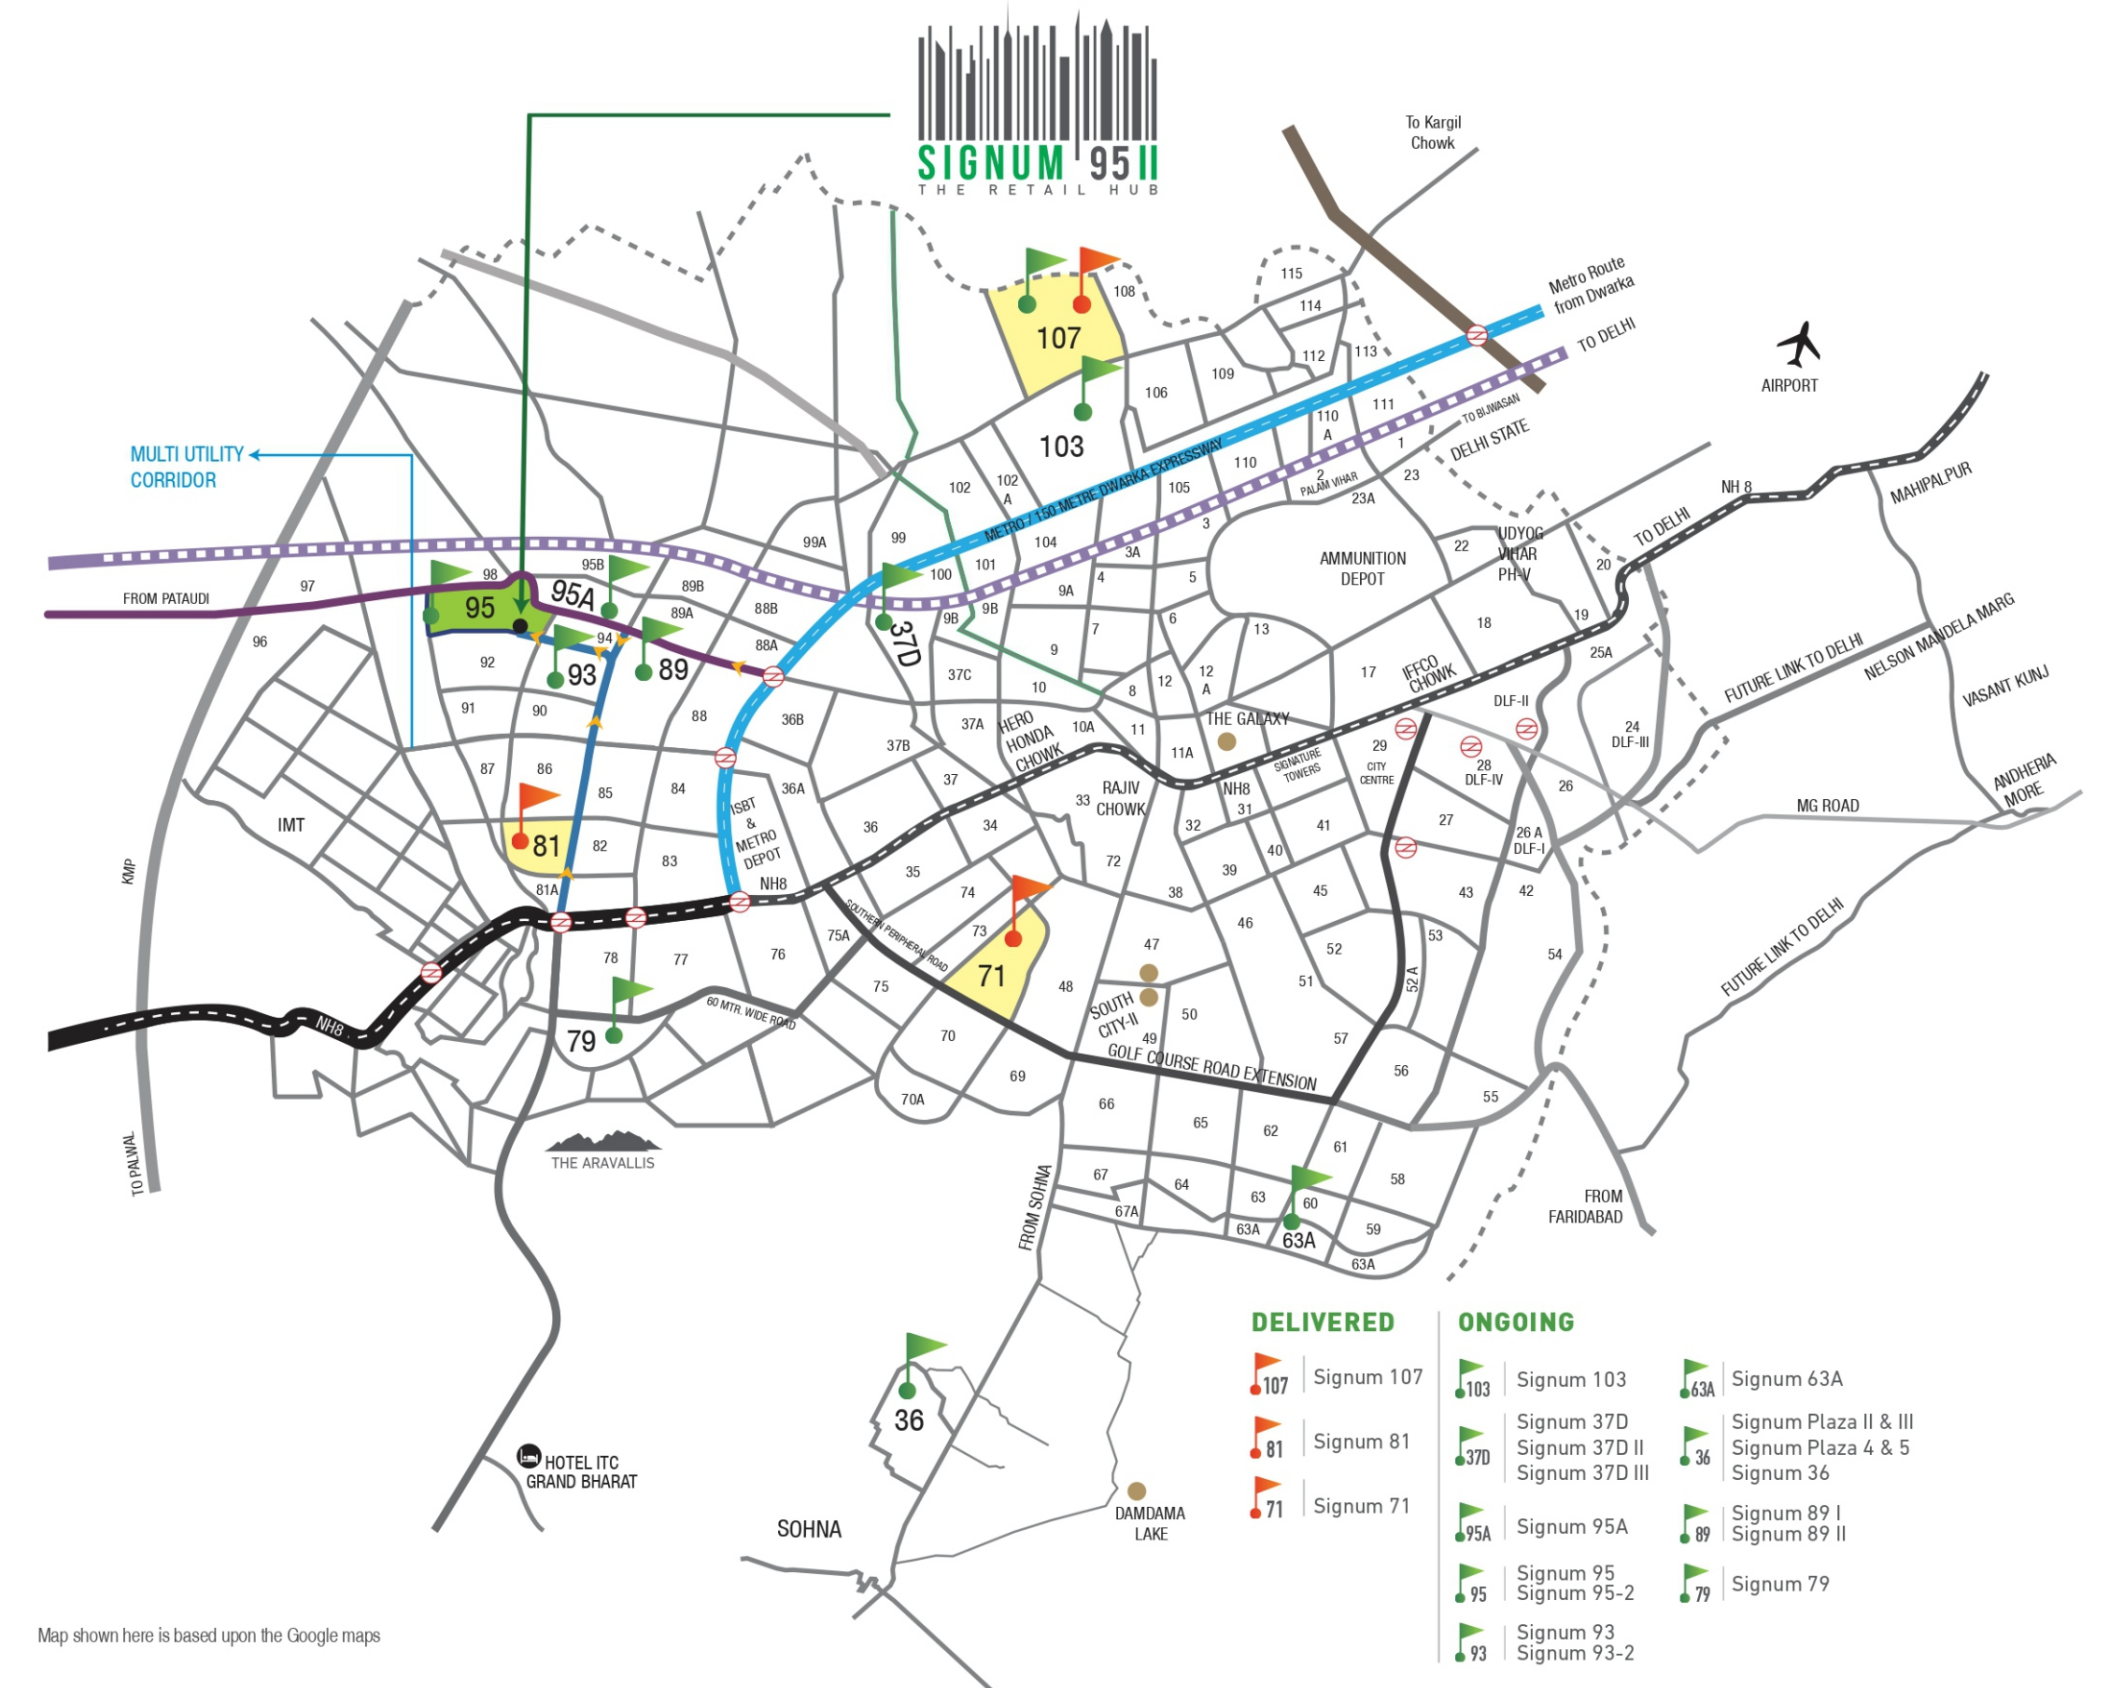 SIGNUM 95 II
THE RETAIL HUB
To Kargil
Chowk
Metro Route
from Dwarka
TO DELHI
AIRPORT
115
114
108
107
112
113
109
106
111
110
A
TO BIJWASAN
DELHI STATE
1
103
MULTI UTILITY
CORRIDOR
METRO / 150 METRE DWARKA EXPRESSWAY
110
2
PALAM VIHAR
23
23A
102
102
A
105
3
NH 8
MAHIPALPUR
TO DELHI
99A
99
104
3A
101
100
4
5
9A
AMMUNITION
DEPOT
22
UDYOG
VIHAR
PH-V
20
95B
98
97
FROM PATAUDI
95
95A
89B
89A
88B
88A
9B
9B
37D
7
6
13
18
19
25A
96
92
93
94
89
9
12
12
A
8
17
IFFCO
CHOWK
FUTURE LINK TO DELHI
NELSON MANDELA MARG
VASANT KUNJ
37C
10
91
90
88
36B
37A
HERO
HONDA
CHOWK
10A
11
THE GALAXY
DLF-II
24
DLF-III
37B
11A
SIGNATURE
TOWERS
29
CITY
CENTRE
28
DLF-IV
26
ANDHERIA
MORE
87
86
85
84
36A
37
33
RAJIV
CHOWK
NH8
31
MG ROAD
IMT
81
82
83
ISBT
&
METRO
DEPOT
36
34
32
41
27
26 A
DLF-I
KMP
81A
NH8
35
74
72
39
40
38
45
43
42
SOUTHERN PERIPHERAL ROAD
75A
73
46
47
52
53
54
78
77
76
75
71
48
51
52 A
FUTURE LINK TO DELHI
NH8
79
60 MTR. WIDE ROAD
70
SOUTH
CITY-II
49
50
57
69
GOLF COURSE ROAD EXTENSION
56
55
70A
66
65
62
61
TO PALWAL
THE ARAVALLIS
FROM SOHNA
67
64
63
60
58
67A
63A
63A
59
63A
FROM
FARIDABAD
36
HOTEL ITC
GRAND BHARAT
SOHNA
DAMDAMA
LAKE
DELIVERED
107 Signum 107
81 Signum 81
71 Signum 71
ONGOING
103 Signum 103
37D Signum 37D
Signum 37D II
Signum 37D III
95A Signum 95A
95 Signum 95
Signum 95-2
93 Signum 93
Signum 93-2
63A Signum 63A
36 Signum Plaza II & III
Signum Plaza 4 & 5
Signum 36
89 Signum 89 I
Signum 89 II
79 Signum 79
Map shown here is based upon the Google maps